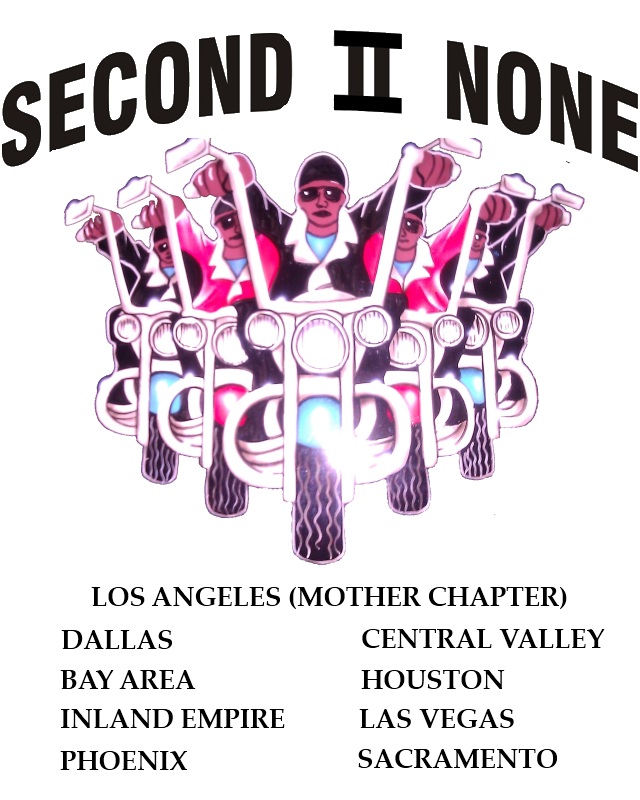 SECOND II NONE
LOS ANGELES (MOTHER CHAPTER)
DALLAS
CENTRAL VALLEY
BAY AREA
HOUSTON
INLAND EMPIRE
LAS VEGAS
PHOENIX
SACRAMENTO